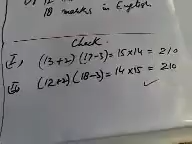 18 marks in English
Check.
I, (13+2)(17-3) = 15×14 = 210
II, (12+2)(18-3) = 14×15 = 210